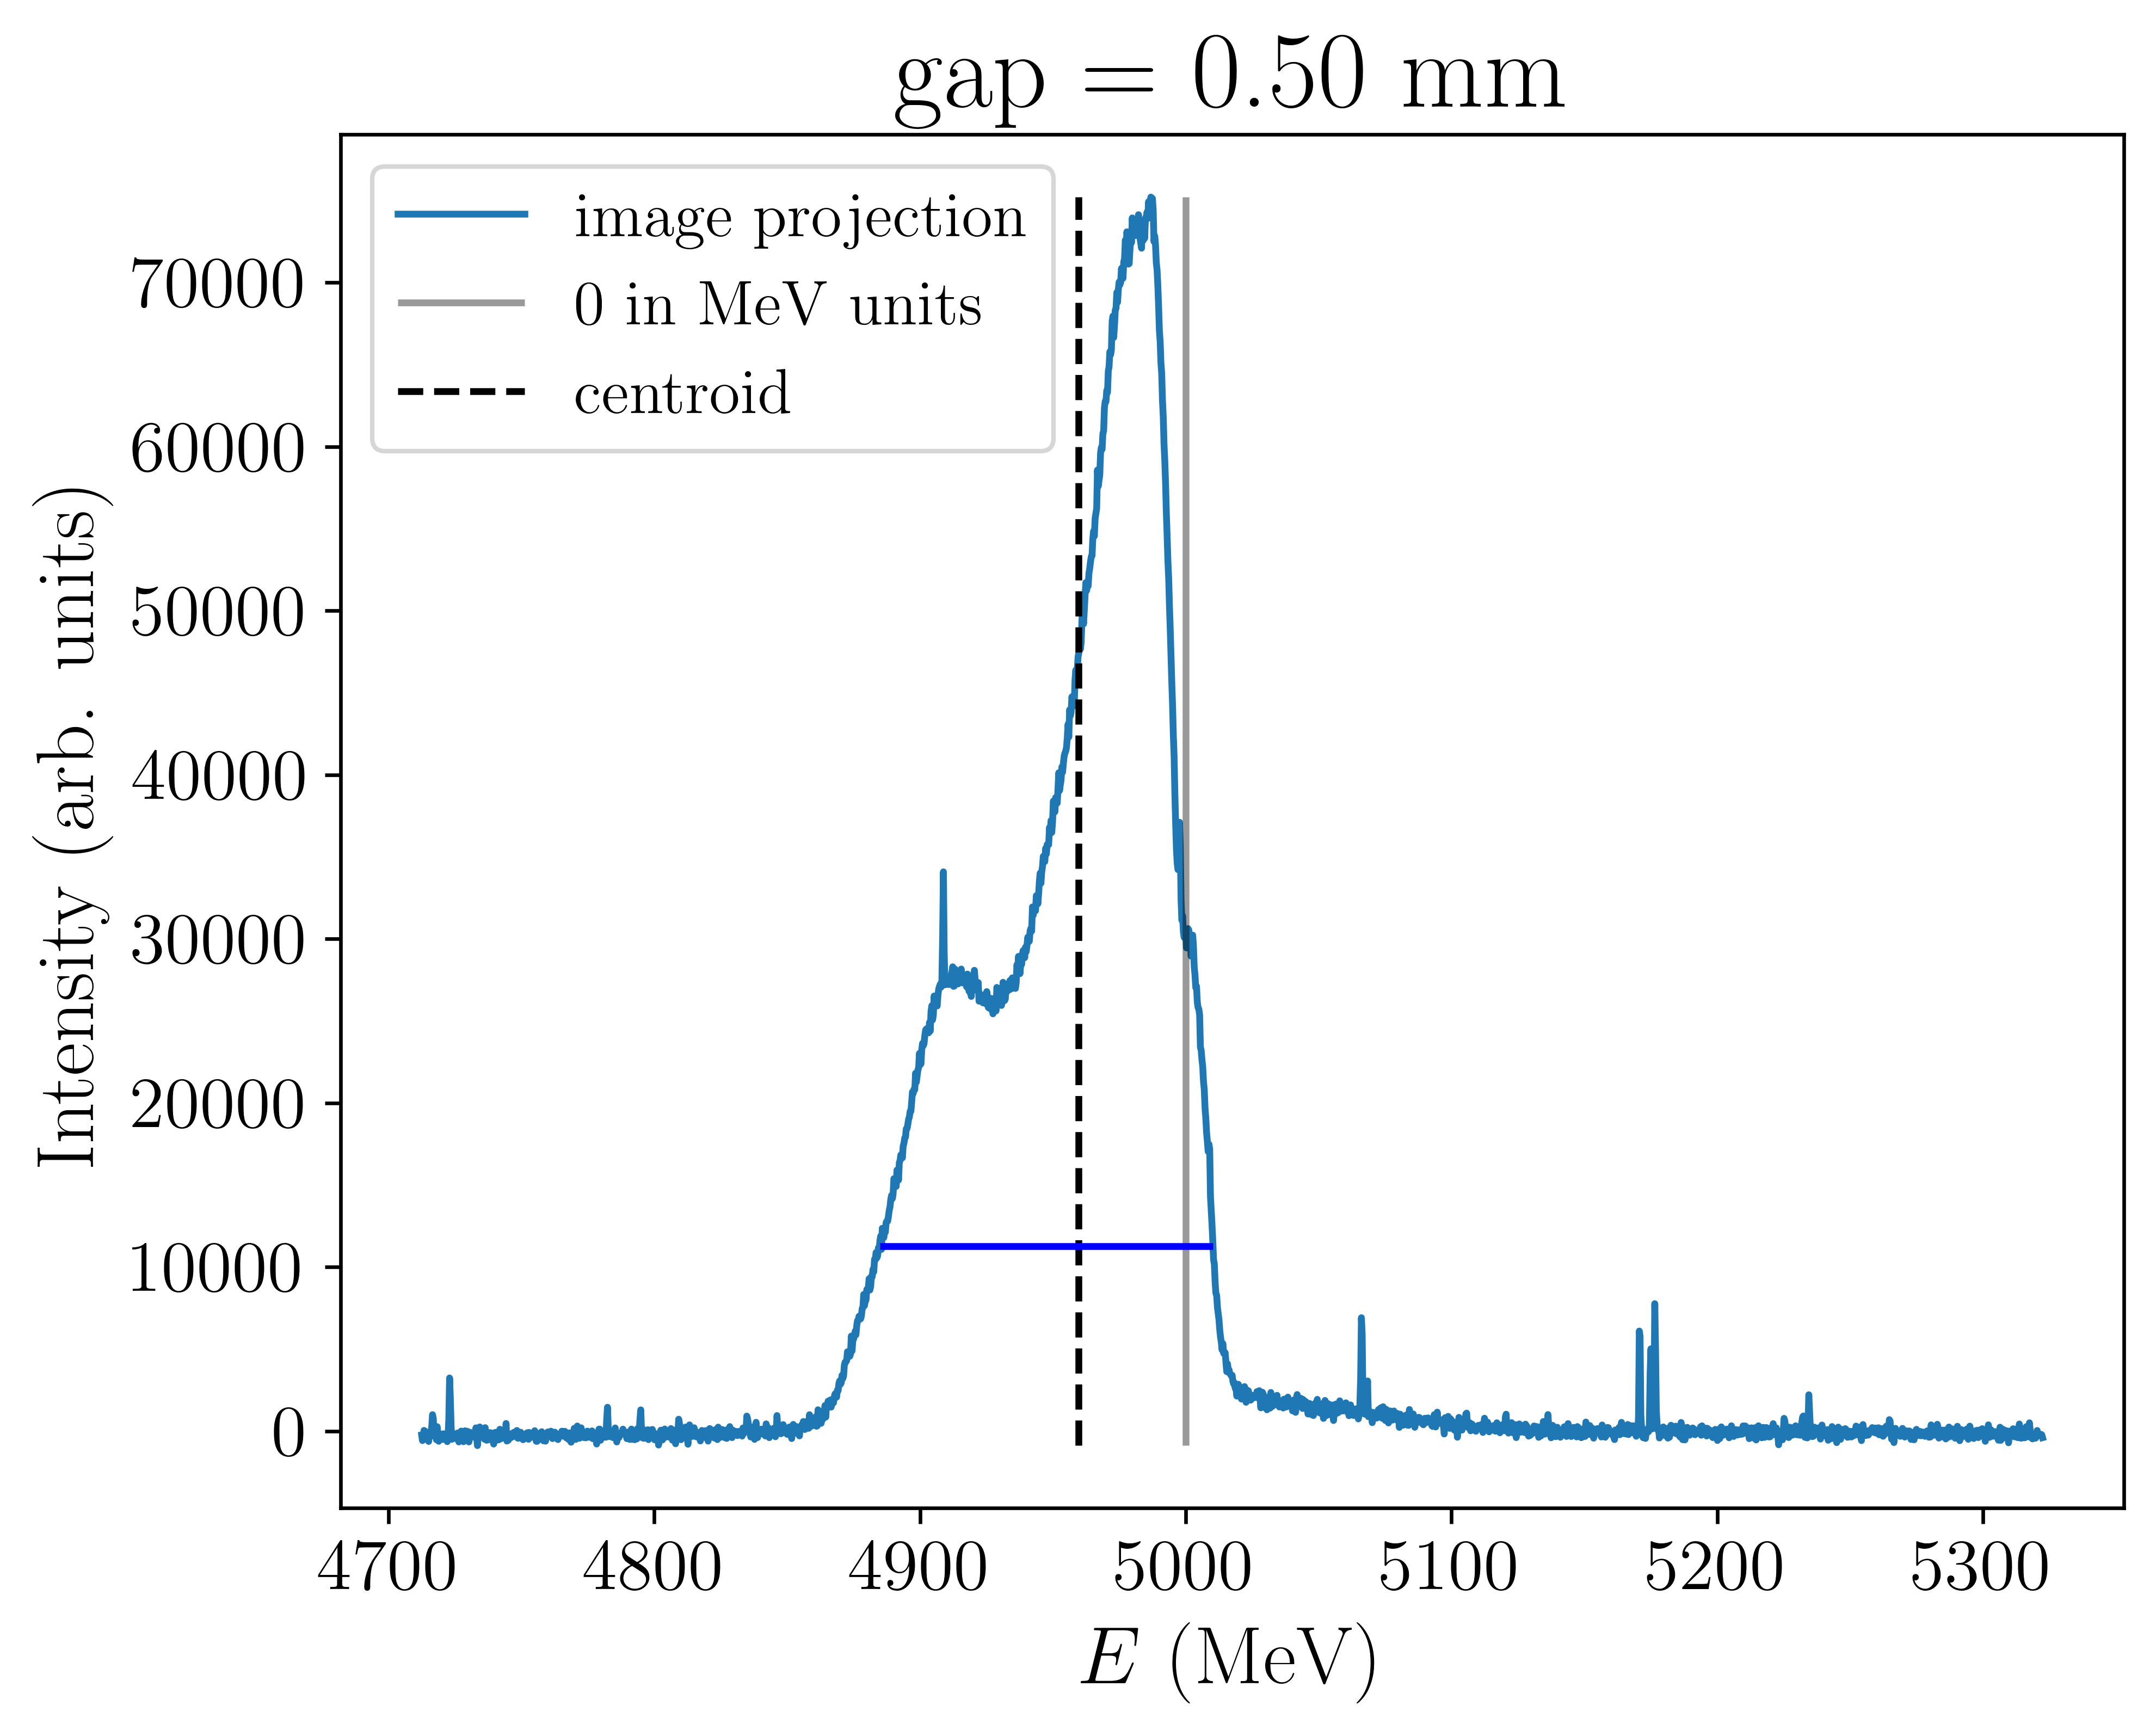 gap = 0.50 mm
image projection
0 in MeV units
centroid
Intensity (arb. units)
70000
60000
50000
40000
30000
20000
10000
0
4700 4800 4900 5000 5100 5200 5300
E (MeV)